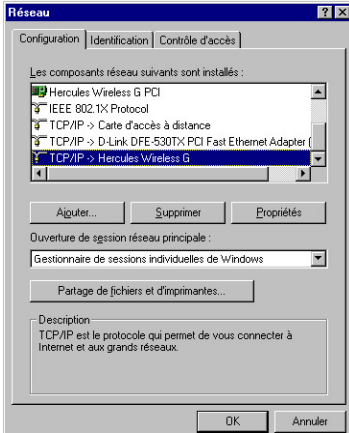 Réseau
Configuration
Identification
Contrôle d'accès
Les composants réseau suivants sont installés :
Hercules Wireless G PCI
IEEE 802.1X Protocol
TCP/IP -> Carte d'accès à distance
TCP/IP -> D-Link DFE-530TX PCI Fast Ethernet Adapter (
TCP/IP -> Hercules Wireless G
Ajouter...
Supprimer
Propriétés
Ouverture de session réseau principale :
Gestionnaire de sessions individuelles de Windows
Partage de fichiers et d'imprimantes...
Description
TCP/IP est le protocole qui permet de vous connecter à
Internet et aux grands réseaux.
OK
Annuler